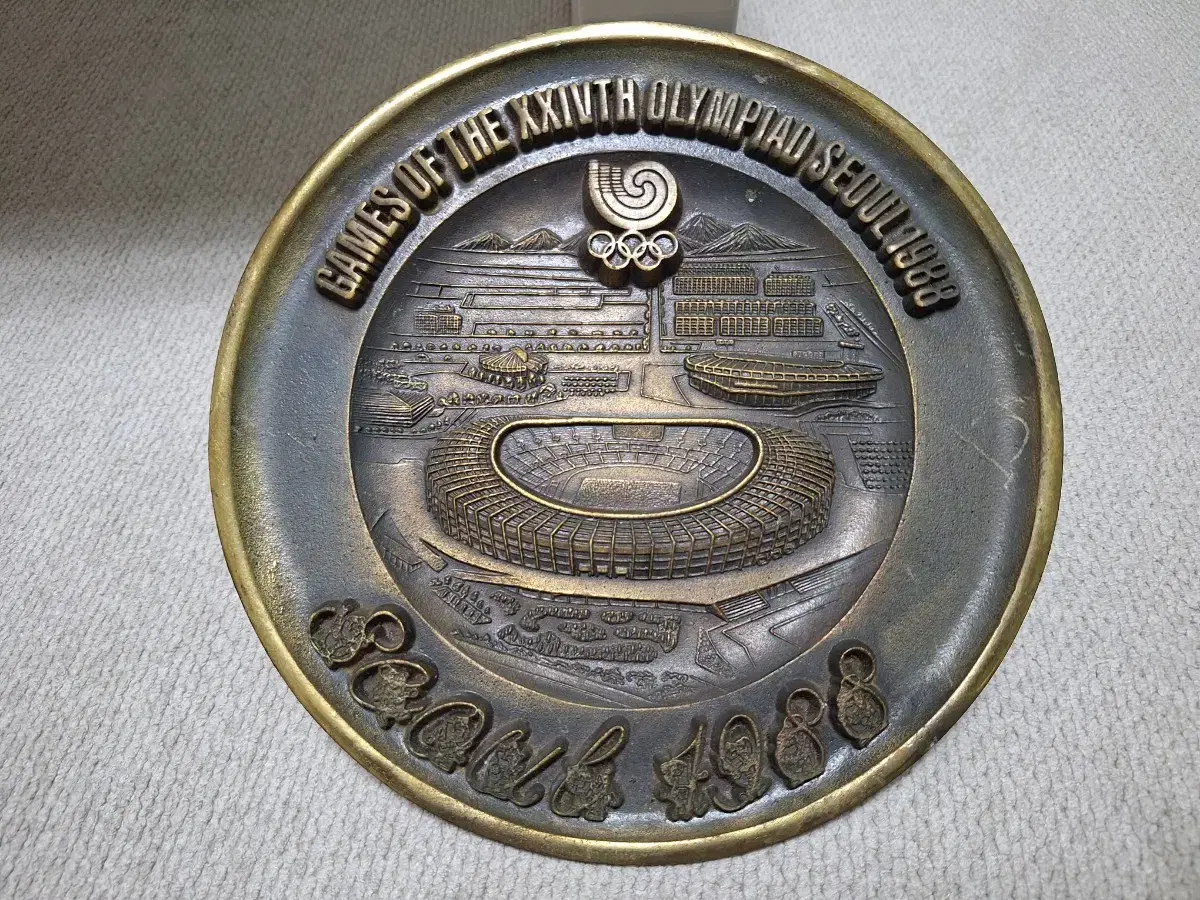 GAMES OF THE XXIVTH OLYMPIAD SEOUL 1988
Seoul 1988